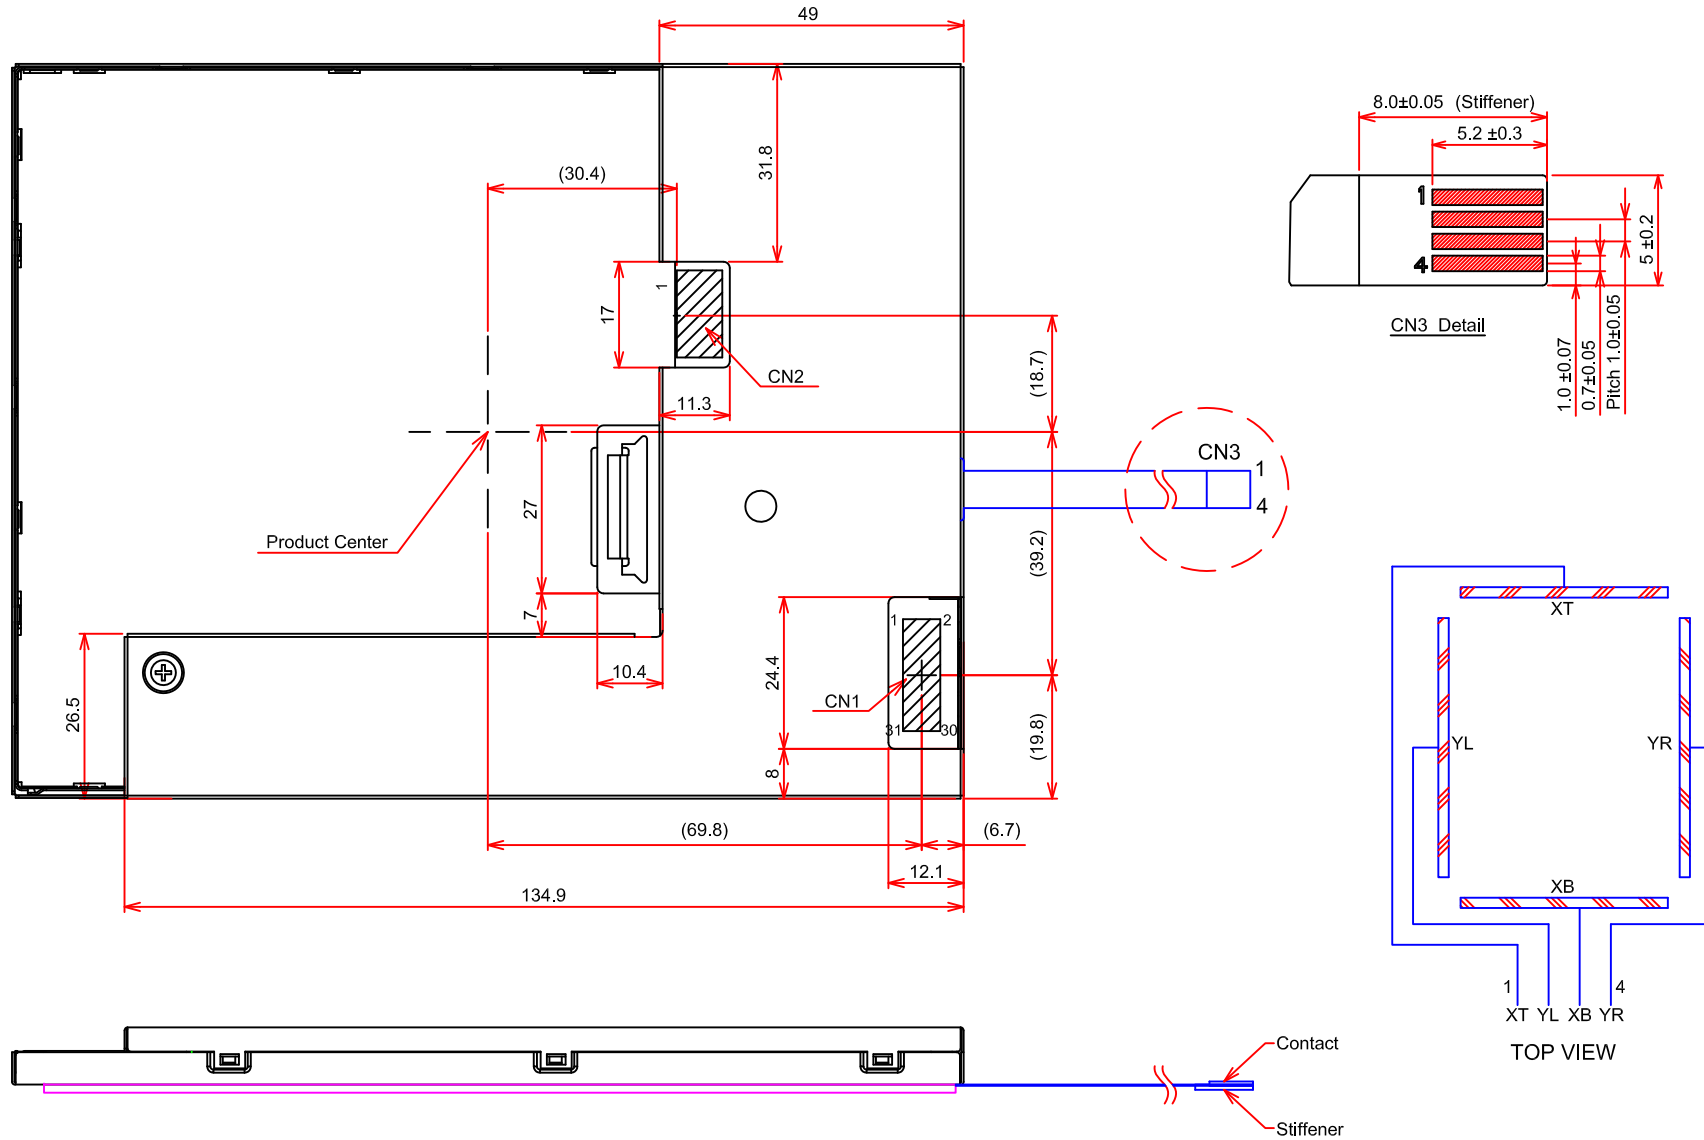 49
8.0±0.05 (Stiffener)
5.2 ±0.3
31.8
(30.4)
1
4
5 ±0.2
1.0 ±0.07
0.7±0.05
Pitch 1.0±0.05
CN3 Detail
17
1
CN2
11.3
(18.7)
CN3
1
4
27
Product Center
(39.2)
7
XT
1
2
10.4
24.4
CN1
31
30
26.5
(19.8)
8
YL
YR
(69.8)
(6.7)
12.1
134.9
XB
1
4
XT YL XB YR
TOP VIEW
Contact
Stiffener